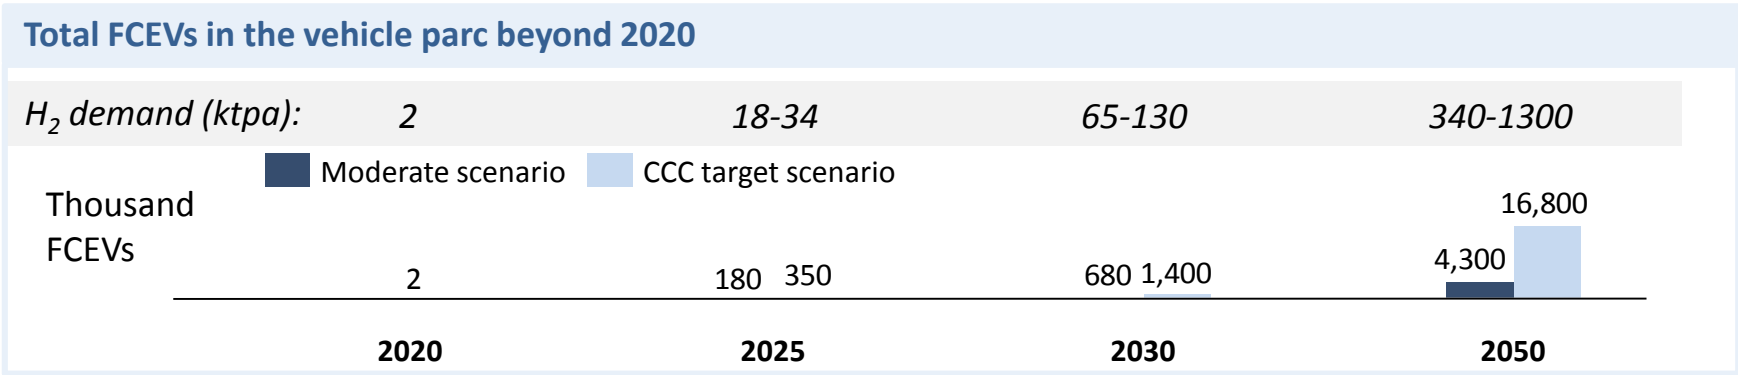 Total FCEVs in the vehicle parc beyond 2020
H2 demand (ktpa): 2 18-34 65-130 340-1300
Moderate scenario CCC target scenario
Thousand
FCEVs
2 180 350 680 1,400 4,300 16,800
2020 2025 2030 2050